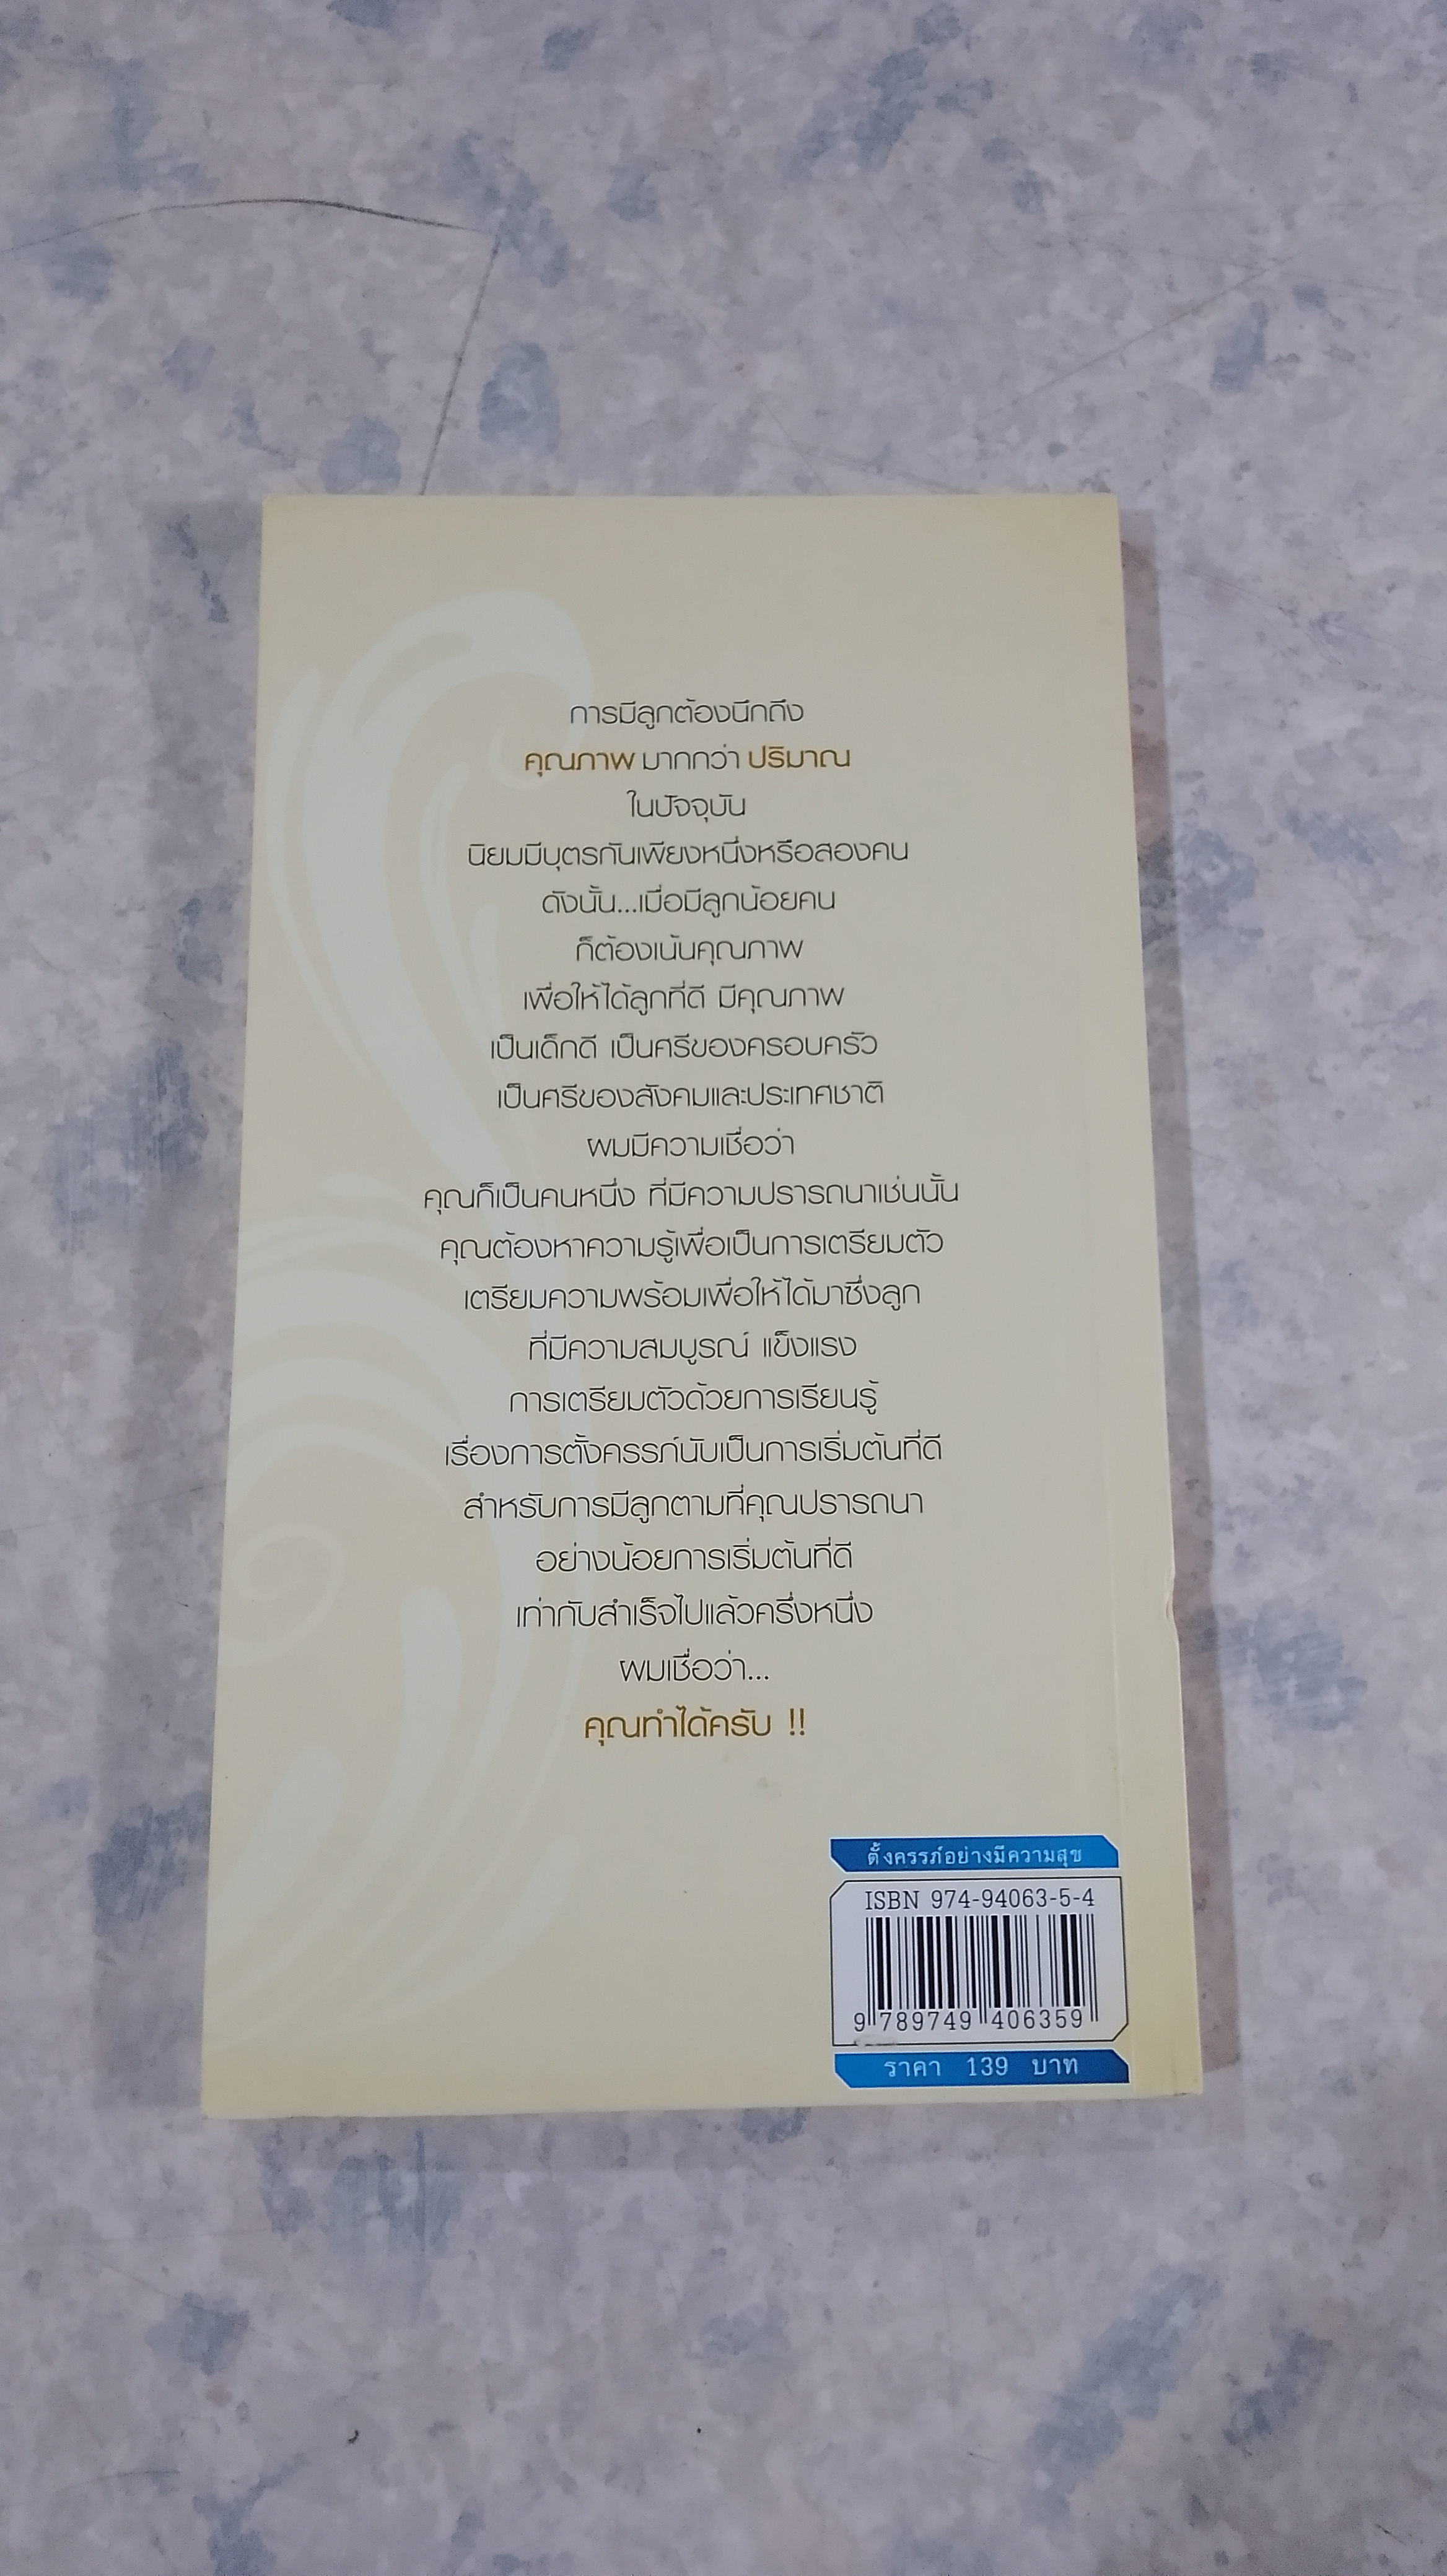 การมีลูกต้องนึกถึง
คุณภาพ มากกว่า ปริมาณ
ในปัจจุบัน
นิยมมีบุตรกันเพียงหนึ่งหรือสองคน
ดังนั้น...เมื่อมีลูกน้อยคน
ก็ต้องเน้นคุณภาพ
เพื่อให้ได้ลูกที่ดี มีคุณภาพ
เป็นเด็กดี เป็นศรีของครอบครัว
เป็นศรีของสังคมและประเทศชาติ
ผมมีความเชื่อว่า
คุณก็เป็นคนหนึ่ง ที่มีความปรารถนาเช่นนั้น
คุณต้องหาความรู้เพื่อเป็นการเตรียมตัว
เตรียมความพร้อมเพื่อให้ได้มาซึ่งลูก
ที่มีความสมบูรณ์ แข็งแรง
การเตรียมตัวด้วยการเรียนรู้
เรื่องการตั้งครรภ์นับเป็นการเริ่มต้นที่ดี
สำหรับการมีลูกตามที่คุณปรารถนา
อย่างน้อยการเริ่มต้นที่ดี
เท่ากับสำเร็จไปแล้วครึ่งหนึ่ง
ผมเชื่อว่า...
คุณทำได้ครับ !!
ตั้งครรภ์อย่างมีความสุข
ISBN 974-94063-5-4
9 789749 406359
ราคา 139 บาท